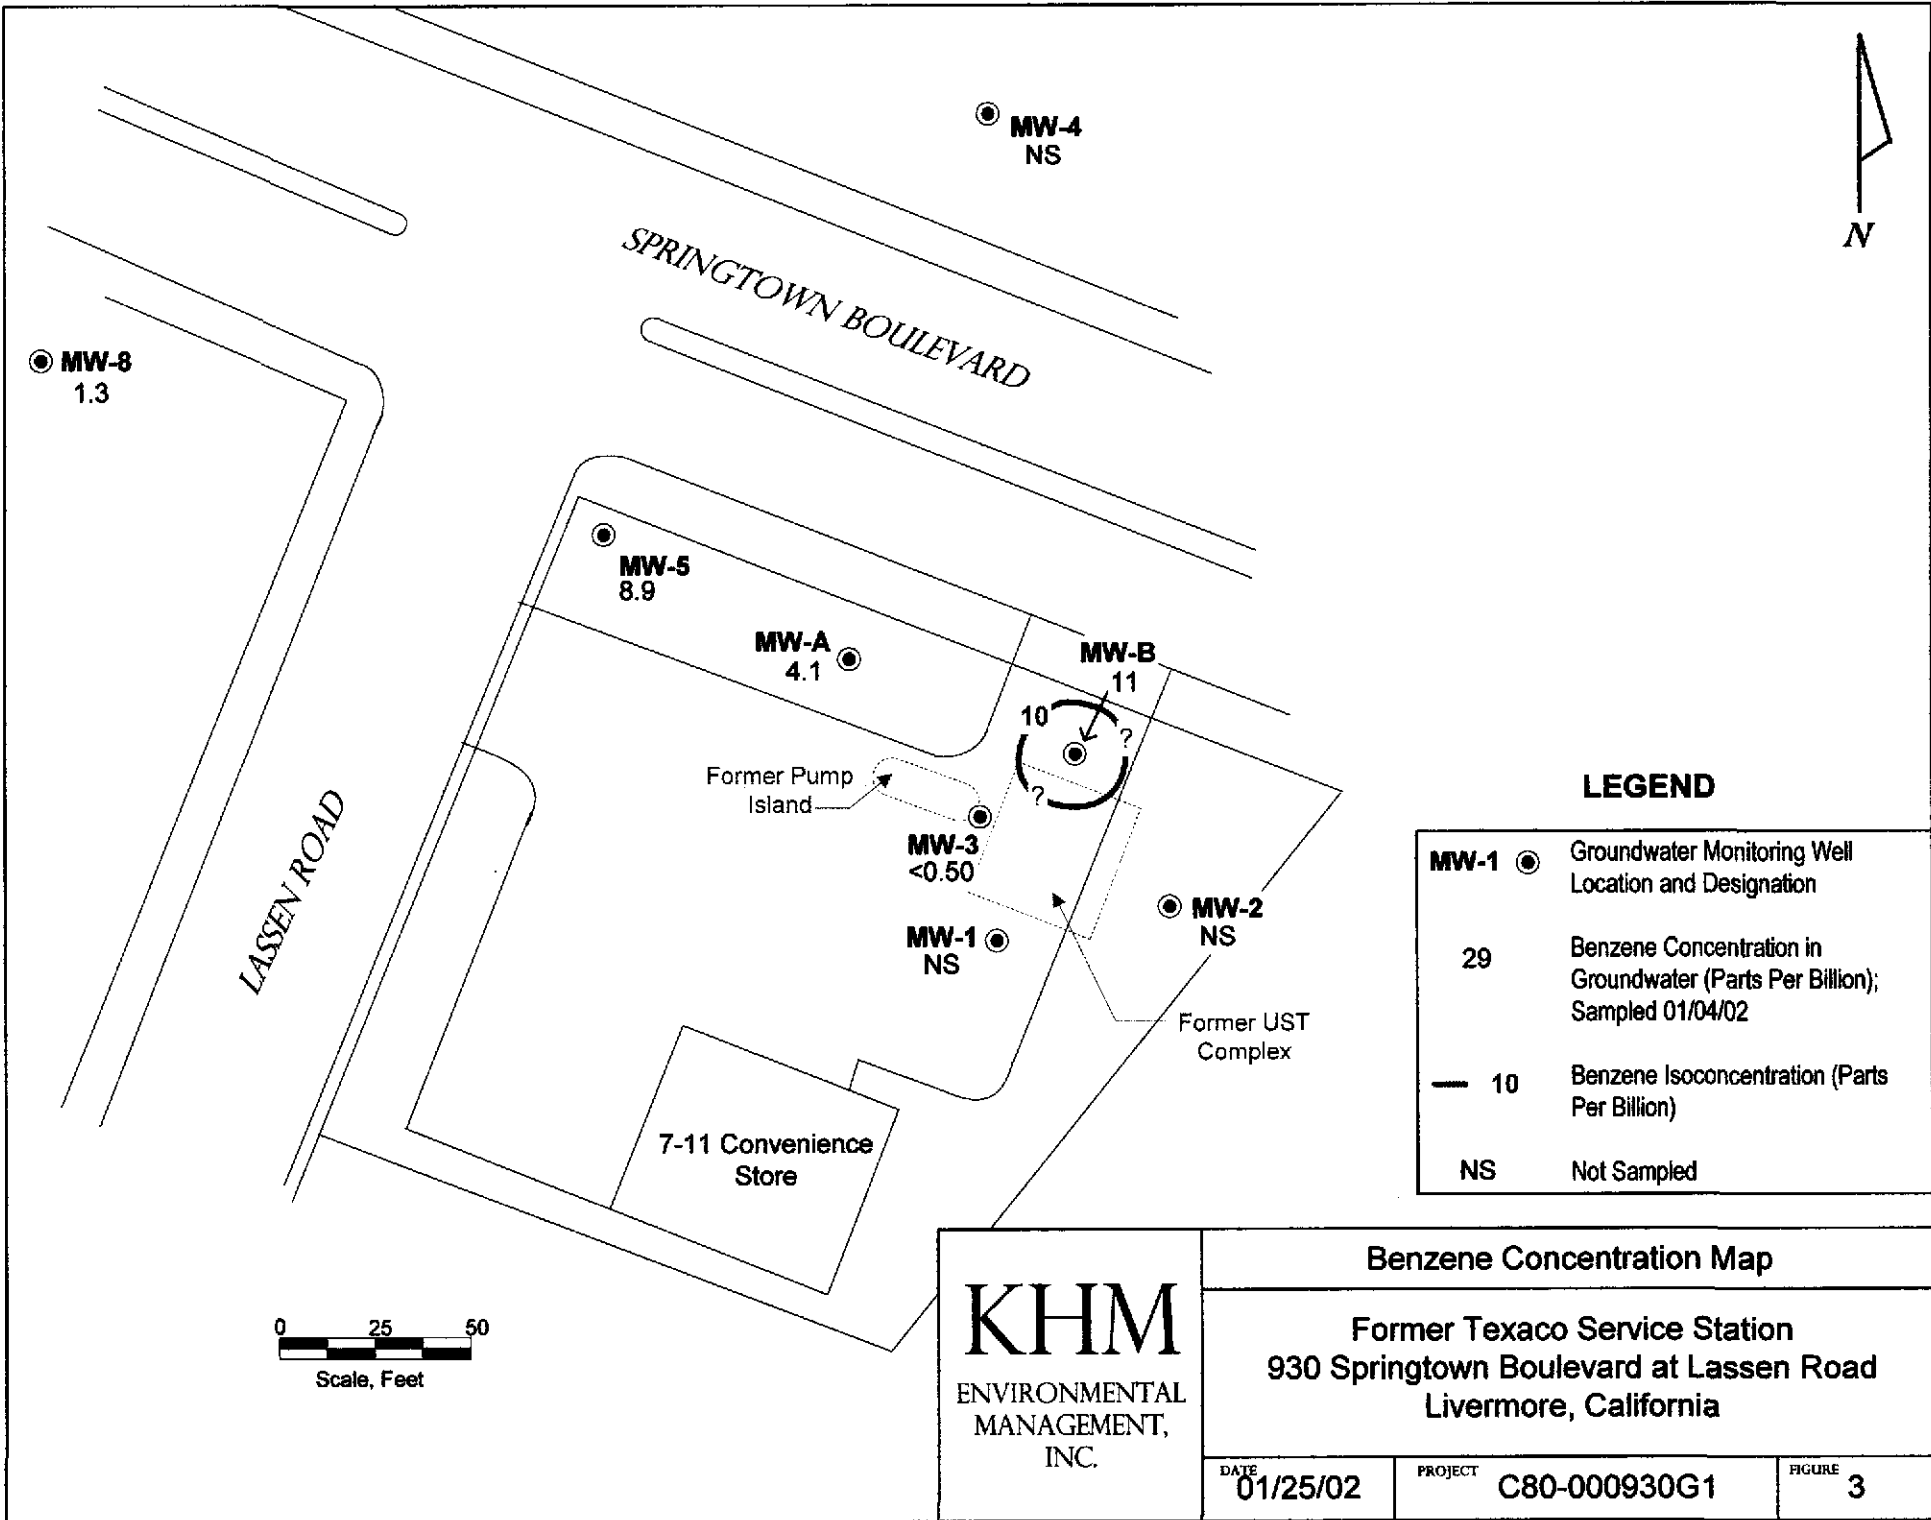 MW-4
NS
N
SPRINGTOWN BOULEVARD
MW-8
1.3
MW-5
8.9
MW-A
4.1
MW-B
11
10
?
?
Former Pump
Island
MW-3
<0.50
MW-1
NS
MW-2
NS
Former UST
Complex
LASSEN ROAD
7-11 Convenience
Store
0 25 50
Scale, Feet
LEGEND
MW-1 Groundwater Monitoring Well
Location and Designation
29 Benzene Concentration in
Groundwater (Parts Per Billion);
Sampled 01/04/02
10 Benzene Isoconcentration (Parts
Per Billion)
NS Not Sampled
KHM
ENVIRONMENTAL
MANAGEMENT,
INC.
Benzene Concentration Map
Former Texaco Service Station
930 Springtown Boulevard at Lassen Road
Livermore, California
DATE 01/25/02
PROJECT C80-000930G1
FIGURE 3